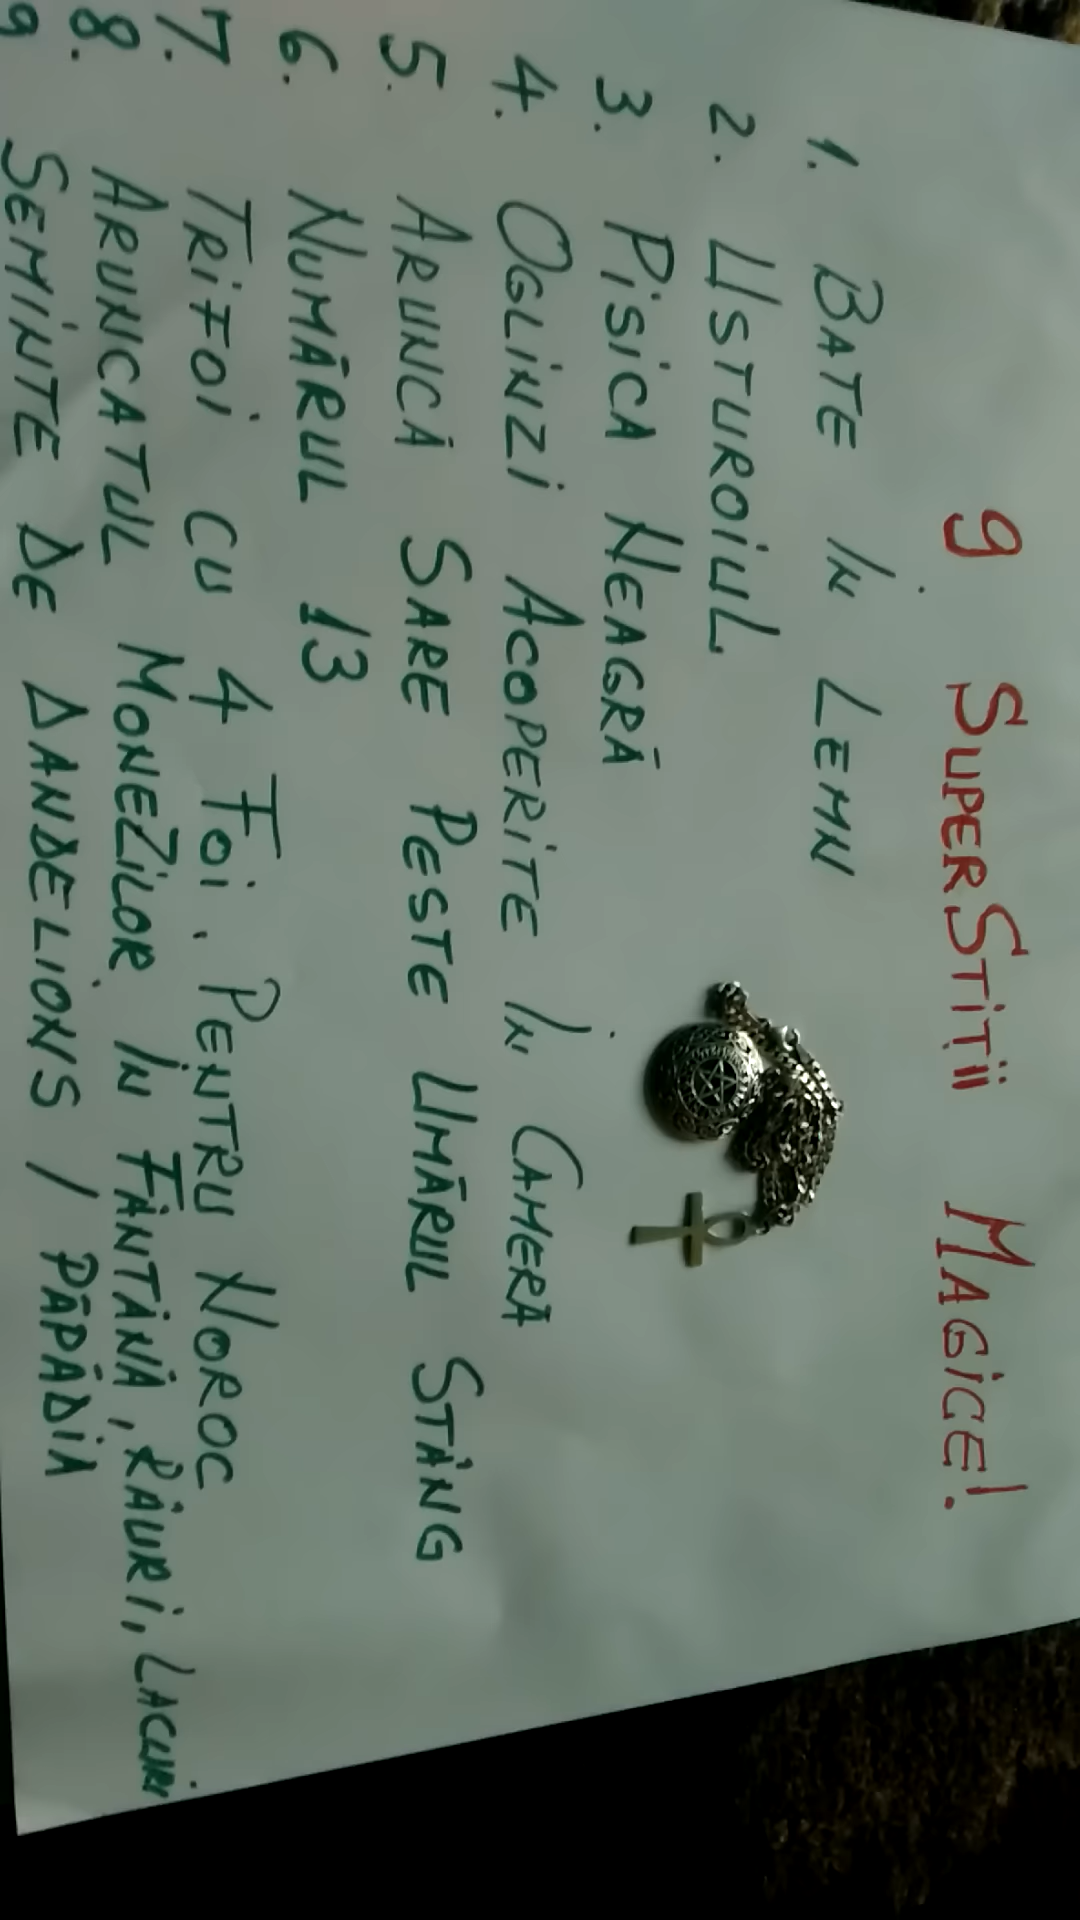 9 SUPERSTIȚII MAGICE!
1. BATE ÎN LEMN
2. USTUROIUL
3. PISICA NEAGRĂ
4. OGLINZI ACOPERITE ÎN CAMERĂ
5. ARUNCĂ SARE PESTE UMĂRUL STÂNG
6. NUMĂRUL 13
7. TRIFOI CU 4 FOI. PENTRU NOROC
8. ARUNCATUL MONEZILOR ÎN FÂNTÂNĂ, RÂURI, LACURI
9 SEMINTE DE DANDELIONS / PĂPĂDIA